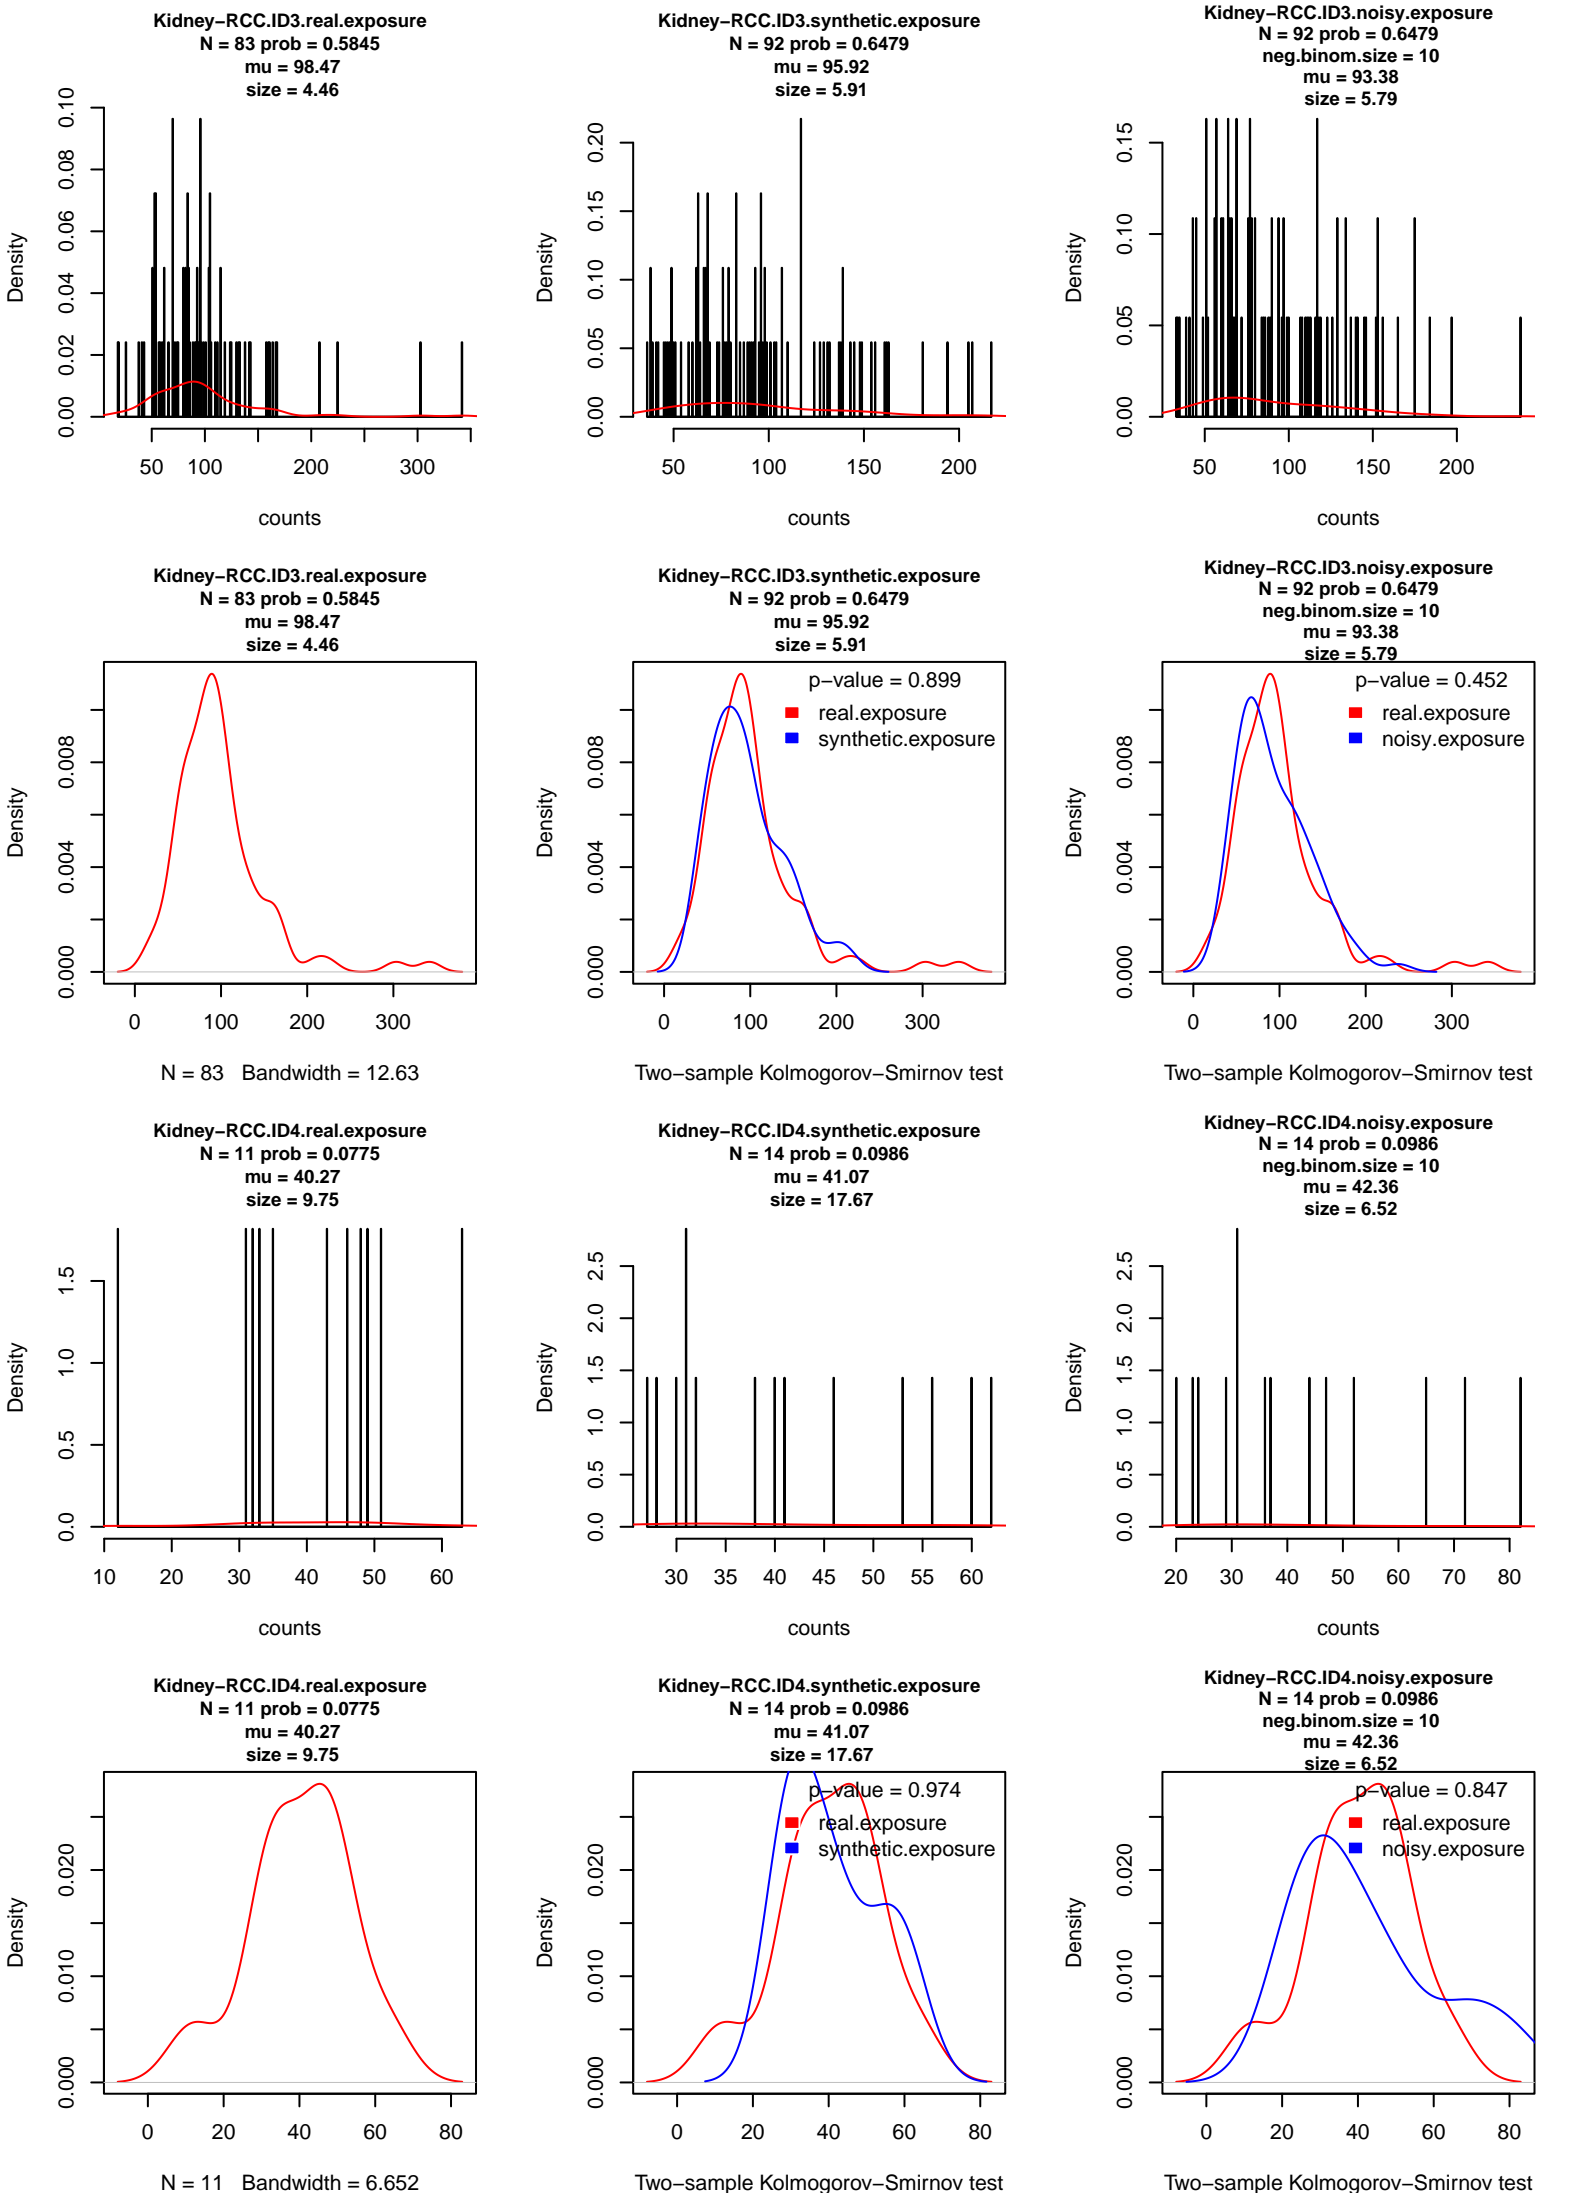 Kidney−RCC.ID3.real.exposure
N = 83 prob = 0.5845
mu = 98.47
size = 4.46
Density
0.00 0.02 0.04 0.06 0.08 0.10
50 100 200 300
counts
Kidney−RCC.ID3.synthetic.exposure
N = 92 prob = 0.6479
mu = 95.92
size = 5.91
Density
0.00 0.05 0.10 0.15 0.20
50 100 150 200
counts
Kidney−RCC.ID3.noisy.exposure
N = 92 prob = 0.6479
neg.binom.size = 10
mu = 93.38
size = 5.79
Density
0.00 0.05 0.10 0.15
50 100 150 200
counts
Kidney−RCC.ID3.real.exposure
N = 83 prob = 0.5845
mu = 98.47
size = 4.46
Density
0.000 0.004 0.008
0 100 200 300
N = 83 Bandwidth = 12.63
Kidney−RCC.ID3.synthetic.exposure
N = 92 prob = 0.6479
mu = 95.92
size = 5.91
p−value = 0.899
real.exposure
synthetic.exposure
Density
0.000 0.004 0.008
0 100 200 300
Two−sample Kolmogorov−Smirnov test
Kidney−RCC.ID3.noisy.exposure
N = 92 prob = 0.6479
neg.binom.size = 10
mu = 93.38
size = 5.79
p−value = 0.452
real.exposure
noisy.exposure
Density
0.000 0.004 0.008
0 100 200 300
Two−sample Kolmogorov−Smirnov test
Kidney−RCC.ID4.real.exposure
N = 11 prob = 0.0775
mu = 40.27
size = 9.75
Density
0.0 0.5 1.0 1.5
10 20 30 40 50 60
counts
Kidney−RCC.ID4.synthetic.exposure
N = 14 prob = 0.0986
mu = 41.07
size = 17.67
Density
0.0 0.5 1.0 1.5 2.0 2.5
30 35 40 45 50 55 60
counts
Kidney−RCC.ID4.noisy.exposure
N = 14 prob = 0.0986
neg.binom.size = 10
mu = 42.36
size = 6.52
Density
0.0 0.5 1.0 1.5 2.0 2.5
20 30 40 50 60 70 80
counts
Kidney−RCC.ID4.real.exposure
N = 11 prob = 0.0775
mu = 40.27
size = 9.75
Density
0.000 0.010 0.020
0 20 40 60 80
N = 11 Bandwidth = 6.652
Kidney−RCC.ID4.synthetic.exposure
N = 14 prob = 0.0986
mu = 41.07
size = 17.67
p−value = 0.974
real.exposure
synthetic.exposure
Density
0.000 0.010 0.020
0 20 40 60 80
Two−sample Kolmogorov−Smirnov test
Kidney−RCC.ID4.noisy.exposure
N = 14 prob = 0.0986
neg.binom.size = 10
mu = 42.36
size = 6.52
p−value = 0.847
real.exposure
noisy.exposure
Density
0.000 0.010 0.020
0 20 40 60 80
Two−sample Kolmogorov−Smirnov test